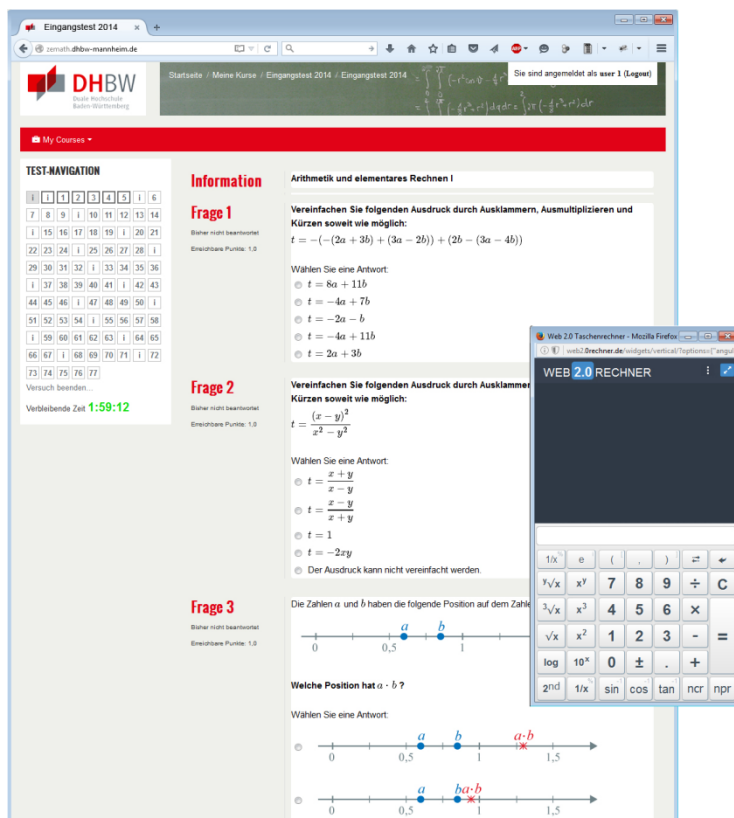 Eingangstest 2014 × +
zemath.dhbw-mannheim.de
DHBW
Duale Hochschule
Baden-Württemberg
Startseite / Meine Kurse / Eingangstest 2014 / Eingangstest 2014
Sie sind angemeldet als user 1 (Logout)
My Courses
TEST-NAVIGATION
i i 1 2 3 4 5 i 6
7 8 9 i 10 11 12 13 14
i 15 16 17 18 19 i 20 21
22 23 24 i 25 26 27 28 i
29 30 31 32 i 33 34 35 36
i 37 38 39 40 41 i 42 43
44 45 46 i 47 48 49 50 i
51 52 53 54 i 55 56 57 58
i 59 60 61 62 63 i 64 65
66 67 i 68 69 70 71 i 72
73 74 75 76 77
Versuch beenden...
Verbleibende Zeit 1:59:12
Information
Arithmetik und elementares Rechnen I
Frage 1
Bisher nicht beantwortet
Erreichbare Punkte: 1,0
Vereinfachen Sie folgenden Ausdruck durch Ausklammern, Ausmultiplizieren und
Kürzen soweit wie möglich:
t = −(−(2a + 3b) + (3a − 2b)) + (2b − (3a − 4b))
Wählen Sie eine Antwort:
t = 8a + 11b
t = −4a + 7b
t = −2a − b
t = −4a + 11b
t = 2a + 3b
Frage 2
Bisher nicht beantwortet
Erreichbare Punkte: 1,0
Vereinfachen Sie folgenden Ausdruck durch Ausklammer
Kürzen soweit wie möglich:
t = (x − y)² / x² − y²
Wählen Sie eine Antwort:
t = x + y / x − y
t = x − y / x + y
t = 1
t = −2xy
Der Ausdruck kann nicht vereinfacht werden.
Frage 3
Bisher nicht beantwortet
Erreichbare Punkte: 1,0
Die Zahlen a und b haben die folgende Position auf dem Zahle
a b
0 0,5 1
Welche Position hat a · b ?
Wählen Sie eine Antwort:
a b a·b
0 0,5 1 1,5
a b a·b
0 0,5 1 1,5
Web 2.0 Taschenrechner - Mozilla Firefox
web2.0rechner.de/widgets/vertical/?options={"angul
WEB 2.0 RECHNER
1/x e ( , )
ʸ√x xʸ 7 8 9 ÷ C
³√x x³ 4 5 6 ×
√x x² 1 2 3 - =
log 10ˣ 0 ± . +
2nd 1/x sin cos tan ncr npr